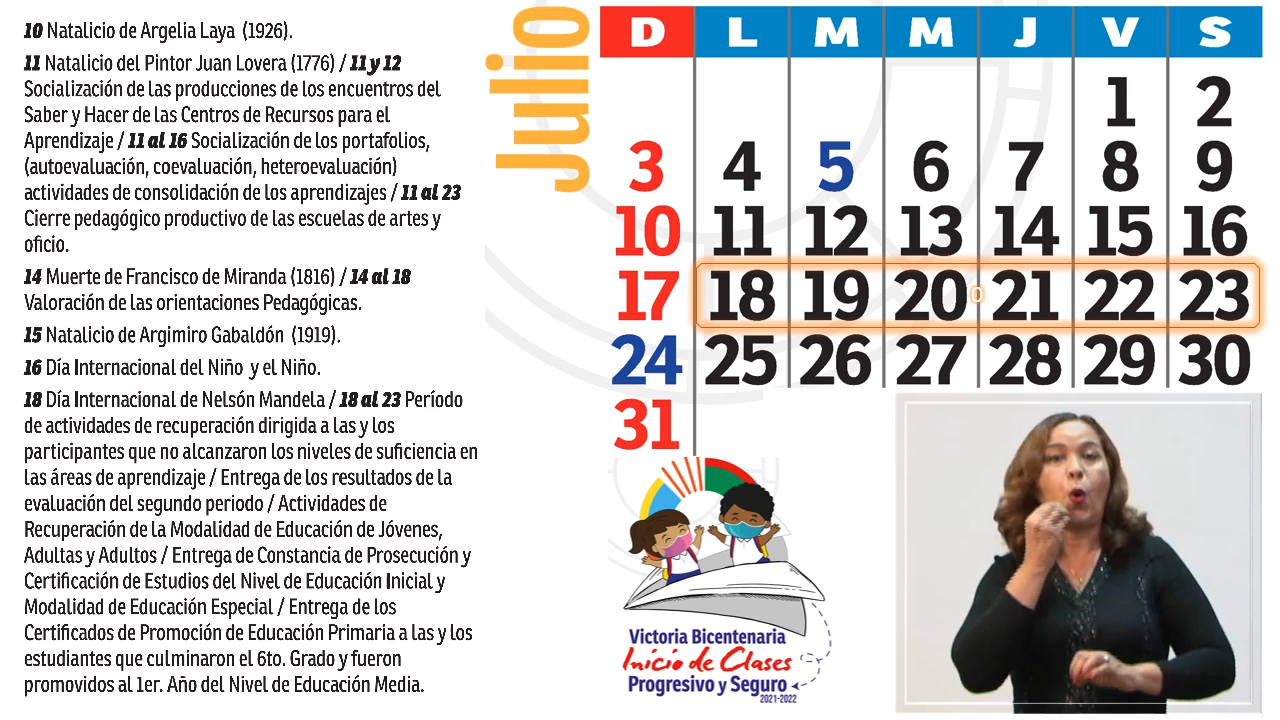 10 Natalicio de Argelia Laya (1926).
11 Natalicio del Pintor Juan Lovera (1776) / 11 y 12
Socialización de las producciones de los encuentros del
Saber y Hacer de las Centros de Recursos para el
Aprendizaje / 11 al 16 Socialización de los portafolios,
(autoevaluación, coevaluación, heteroevaluación)
actividades de consolidación de los aprendizajes / 11 al 23
Cierre pedagógico productivo de las escuelas de artes y
oficio.
14 Muerte de Francisco de Miranda (1816) / 14 al 18
Valoración de las orientaciones Pedagógicas.
15 Natalicio de Argimiro Gabaldón (1919).
16 Día Internacional del Niño y el Niño.
18 Día Internacional de Nelsón Mandela / 18 al 23 Período
de actividades de recuperación dirigida a las y los
participantes que no alcanzaron los niveles de suficiencia en
las áreas de aprendizaje / Entrega de los resultados de la
evaluación del segundo periodo / Actividades de
Recuperación de la Modalidad de Educación de Jóvenes,
Adultas y Adultos / Entrega de Constancia de Prosecución y
Certificación de Estudios del Nivel de Educación Inicial y
Modalidad de Educación Especial / Entrega de los
Certificados de Promoción de Educación Primaria a las y los
estudiantes que culminaron el 6to. Grado y fueron
promovidos al 1er. Año del Nivel de Educación Media.
Julio
D L M M J V S
1 2
3 4 5 6 7 8 9
10 11 12 13 14 15 16
17 18 19 20 21 22 23
0
24 25 26 27 28 29 30
31
Victoria Bicentenaria
Inicio de Clases
Progresivo y Seguro
2021-2022